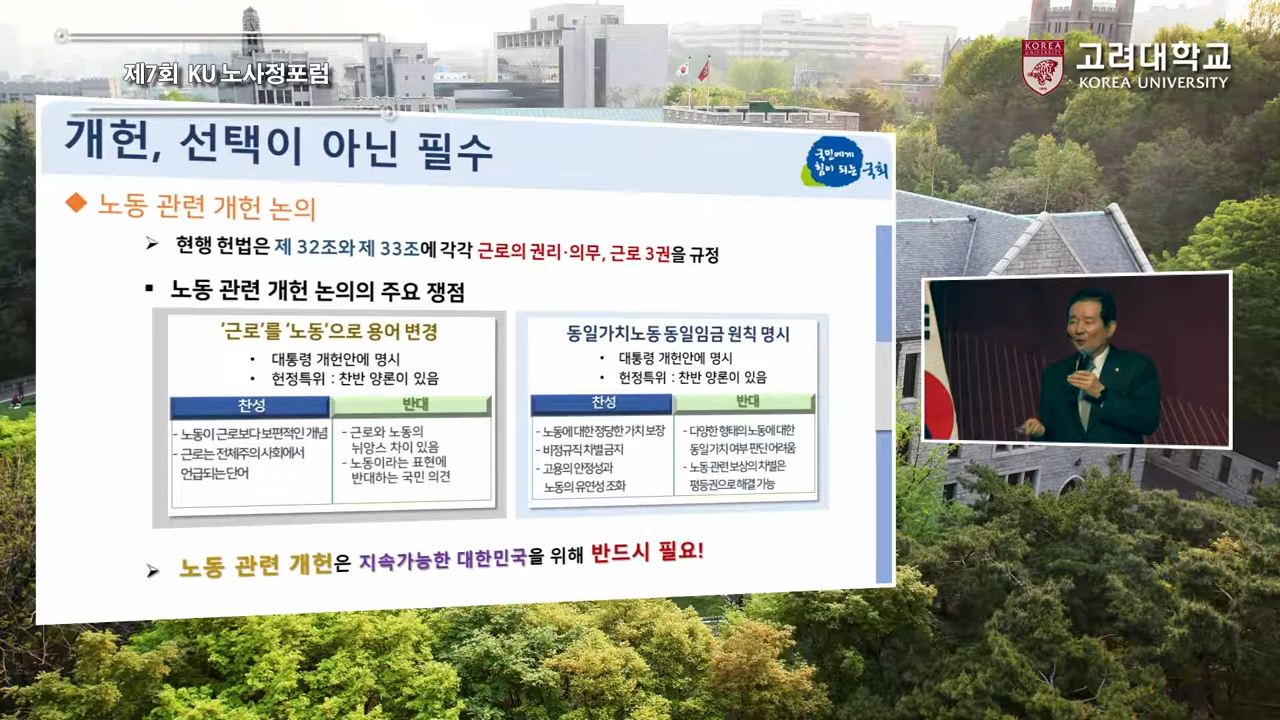 제7회 KU 노사정포럼
KOREA
UNIVERSITY
고려대학교
KOREA UNIVERSITY
개헌, 선택이 아닌 필수
국민에게
힘이 되는 국회
노동 관련 개헌 논의
현행 헌법은 제 32조와 제 33조에 각각 근로의 권리·의무, 근로 3권을 규정
노동 관련 개헌 논의의 주요 쟁점
'근로'를 '노동'으로 용어 변경
• 대통령 개헌안에 명시
• 헌정특위 : 찬반 양론이 있음
찬성
반대
- 노동이 근로보다 보편적인 개념
- 근로는 전체주의 사회에서
언급되는 단어
- 근로와 노동의
뉘앙스 차이 있음
- 노동이라는 표현에
반대하는 국민 의견
동일가치노동 동일임금 원칙 명시
• 대통령 개헌안에 명시
• 헌정특위 : 찬반 양론이 있음
찬성
반대
- 노동에 대한 정당한 가치 보장
- 비정규직 차별 금지
- 고용의 안정성과
노동의 유연성 조화
- 다양한 형태의 노동에 대한
동일 가치 여부 판단 어려움
- 노동 관련 보상의 차별은
평등권으로 해결 가능
노동 관련 개헌은 지속가능한 대한민국을 위해 반드시 필요!